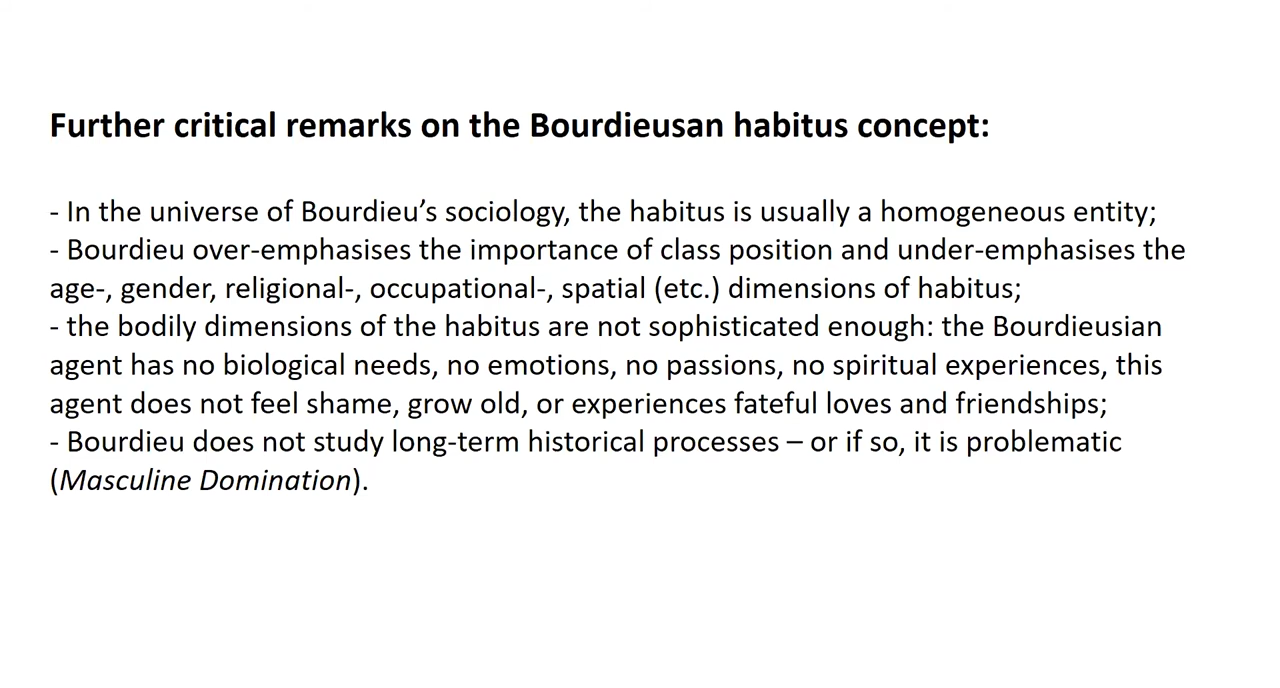 Further critical remarks on the Bourdieusan habitus concept:
- In the universe of Bourdieu’s sociology, the habitus is usually a homogeneous entity;
- Bourdieu over-emphasises the importance of class position and under-emphasises the
age-, gender, religional-, occupational-, spatial (etc.) dimensions of habitus;
- the bodily dimensions of the habitus are not sophisticated enough: the Bourdieusian
agent has no biological needs, no emotions, no passions, no spiritual experiences, this
agent does not feel shame, grow old, or experiences fateful loves and friendships;
- Bourdieu does not study long-term historical processes – or if so, it is problematic
(Masculine Domination).